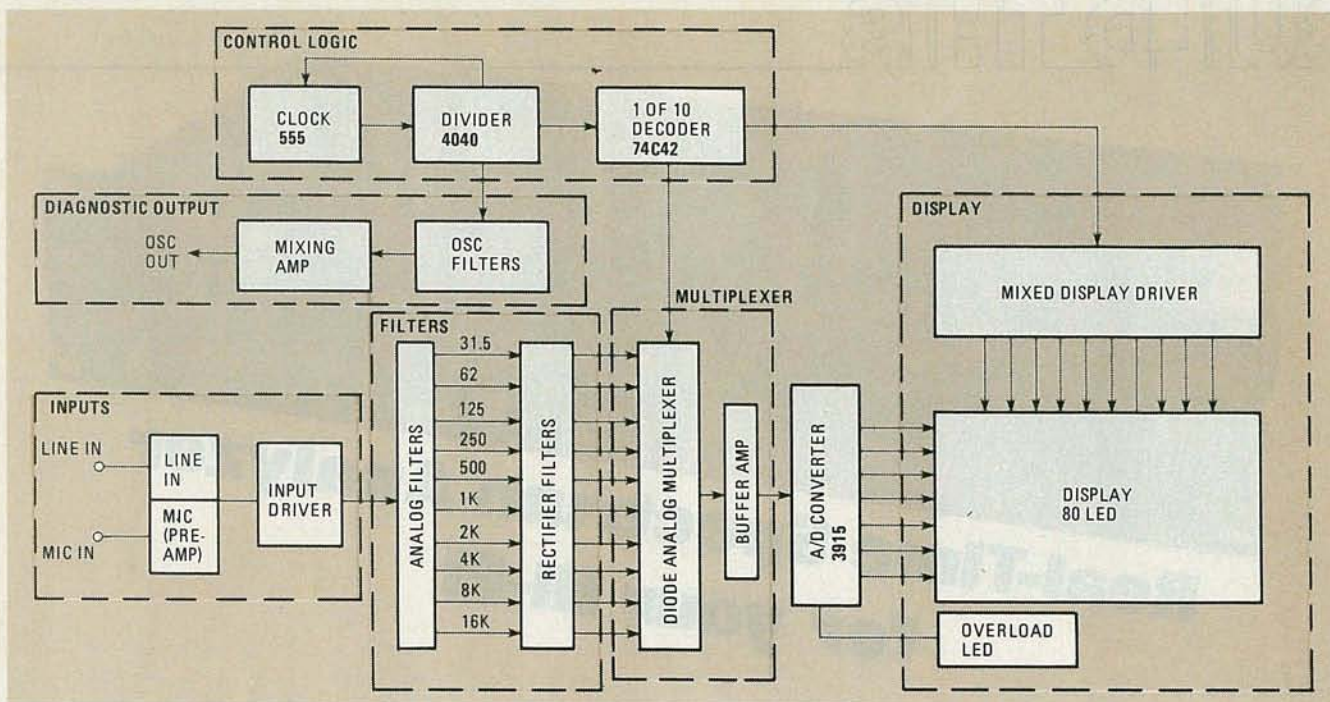 CONTROL LOGIC
CLOCK
555
DIVIDER
4040
1 OF 10
DECODER
74C42
DIAGNOSTIC OUTPUT
OSC
OUT
MIXING
AMP
OSC
FILTERS
DISPLAY
MIXED DISPLAY DRIVER
MULTIPLEXER
FILTERS
31.5
62
125
250
500
1K
2K
4K
8K
16K
ANALOG FILTERS
RECTIFIER FILTERS
DIODE ANALOG MULTIPLEXER
BUFFER AMP
A/D CONVERTER
3915
DISPLAY
80 LED
OVERLOAD
LED
INPUTS
LINE IN
MIC IN
LINE
IN
MIC
(PRE-
AMP)
INPUT
DRIVER